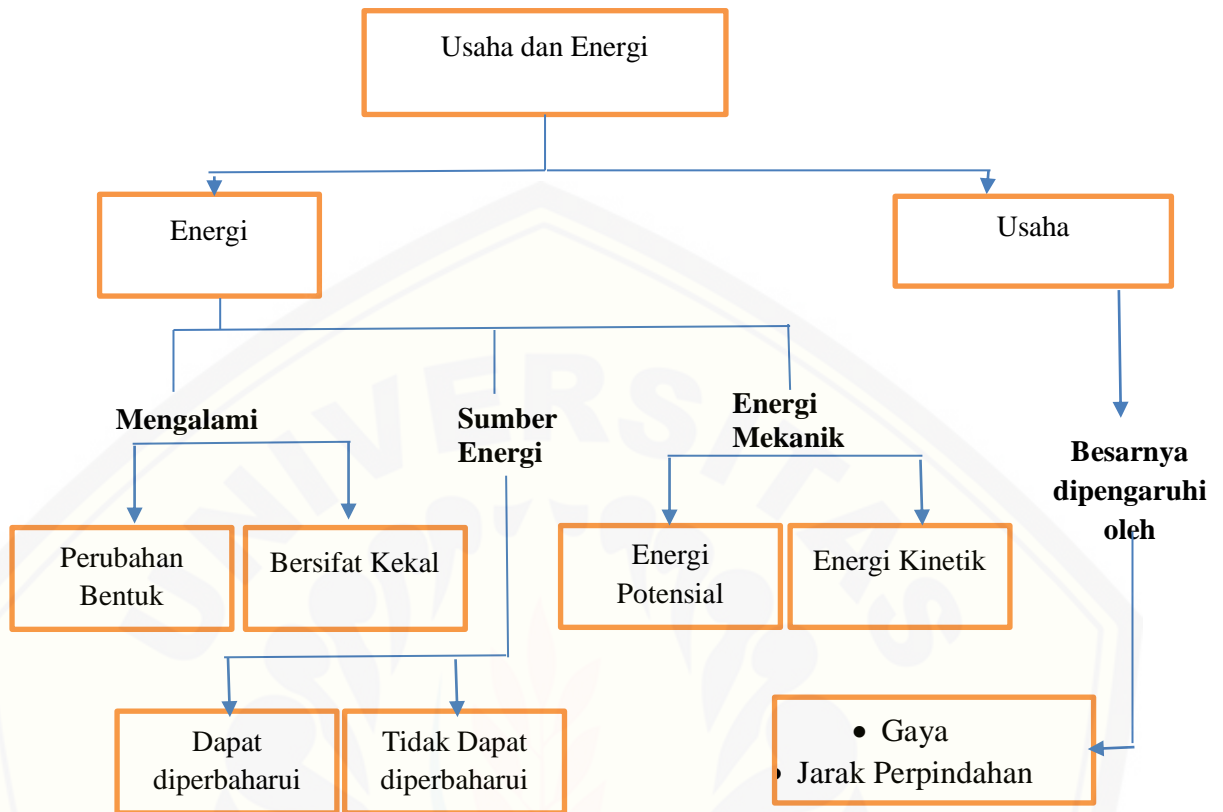 Usaha dan Energi
Energi
Usaha
Mengalami
Sumber
Energi
Energi
Mekanik
Besarnya
dipengaruhi
oleh
Perubahan
Bentuk
Bersifat Kekal
Energi
Potensial
Energi Kinetik
Dapat
diperbaharui
Tidak Dapat
diperbaharui
• Gaya
• Jarak Perpindahan
UNIVERSITAS